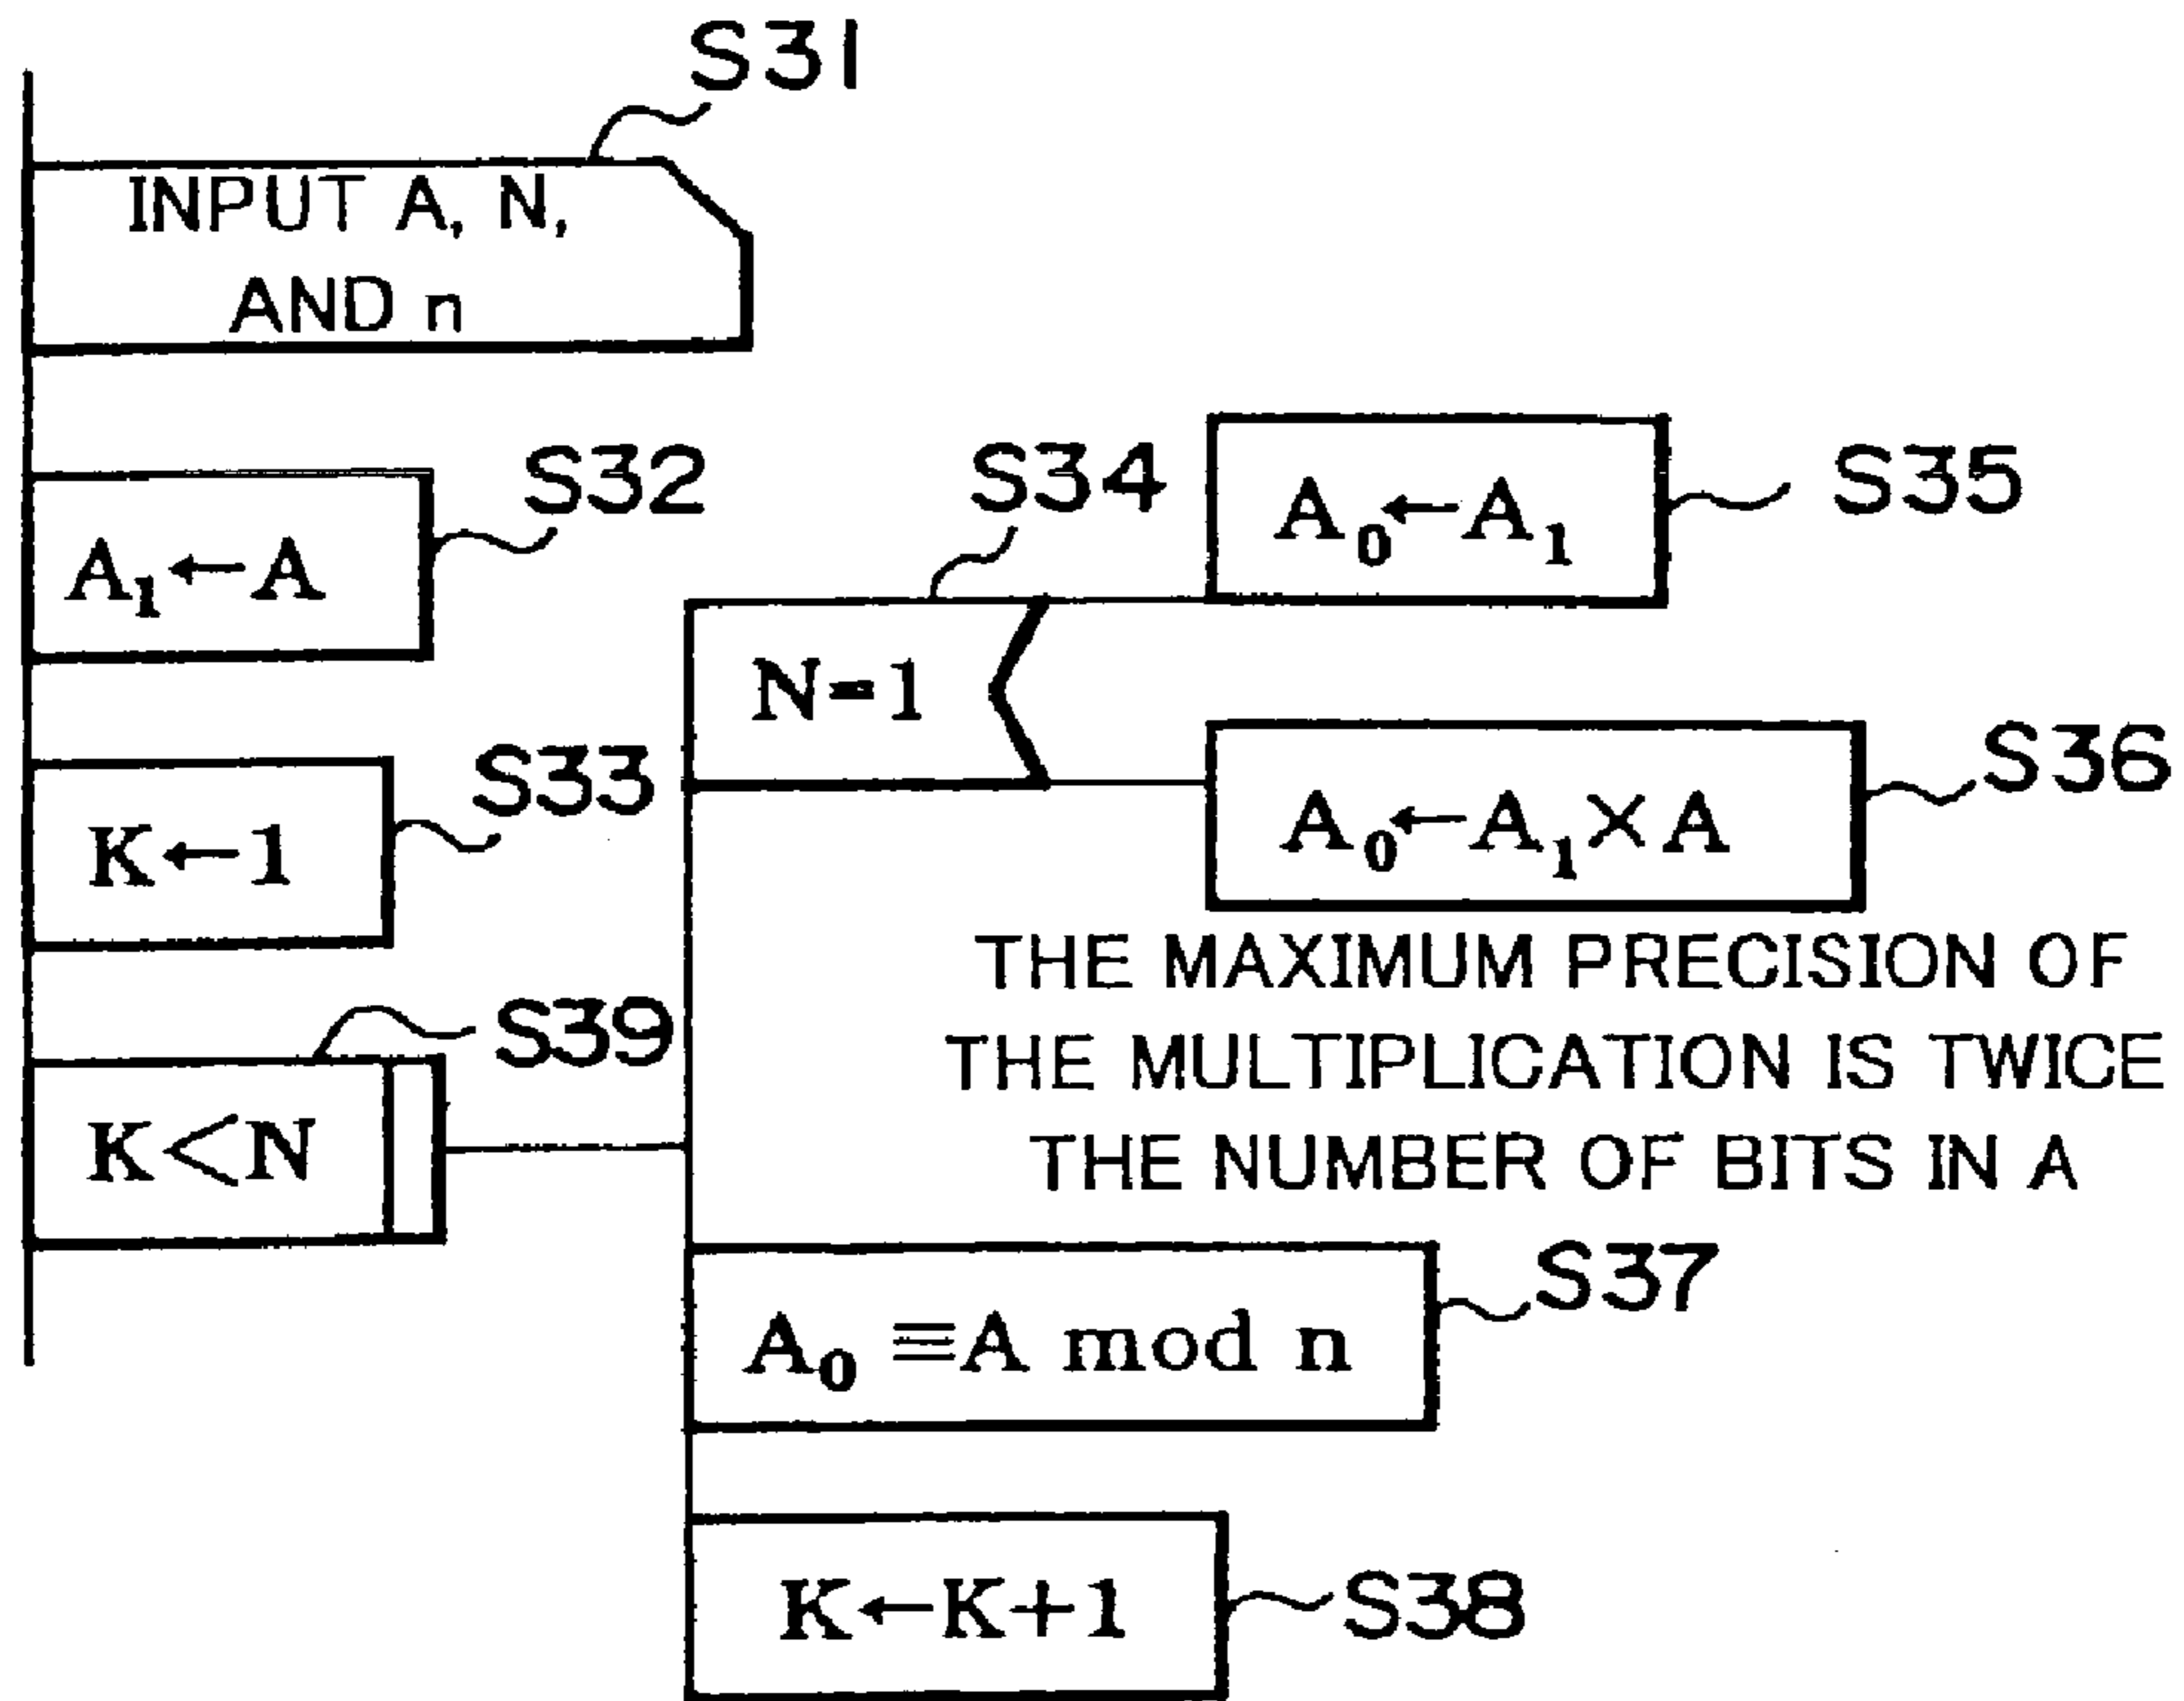 S31
INPUT A, N,
AND n
S32
A₁←A
S33
K←1
S39
K<N
S34
N=1
S35
A₀←A₁
S36
A₀←A₁×A
THE MAXIMUM PRECISION OF
THE MULTIPLICATION IS TWICE
THE NUMBER OF BITS IN A
S37
A₀ ≡A mod n
S38
K←K+1